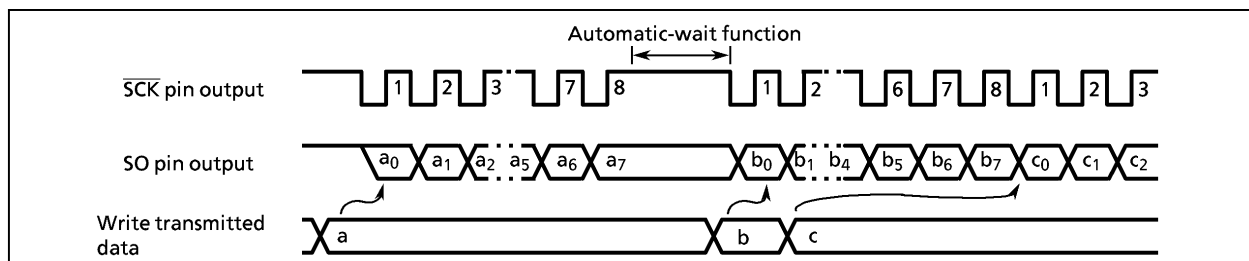 Automatic-wait function
SCK pin output 1 2 3 7 8 1 2 6 7 8 1 2 3
SO pin output a0 a1 a2 a5 a6 a7 b0 b1 b4 b5 b6 b7 c0 c1 c2
Write transmitted
data
a b c